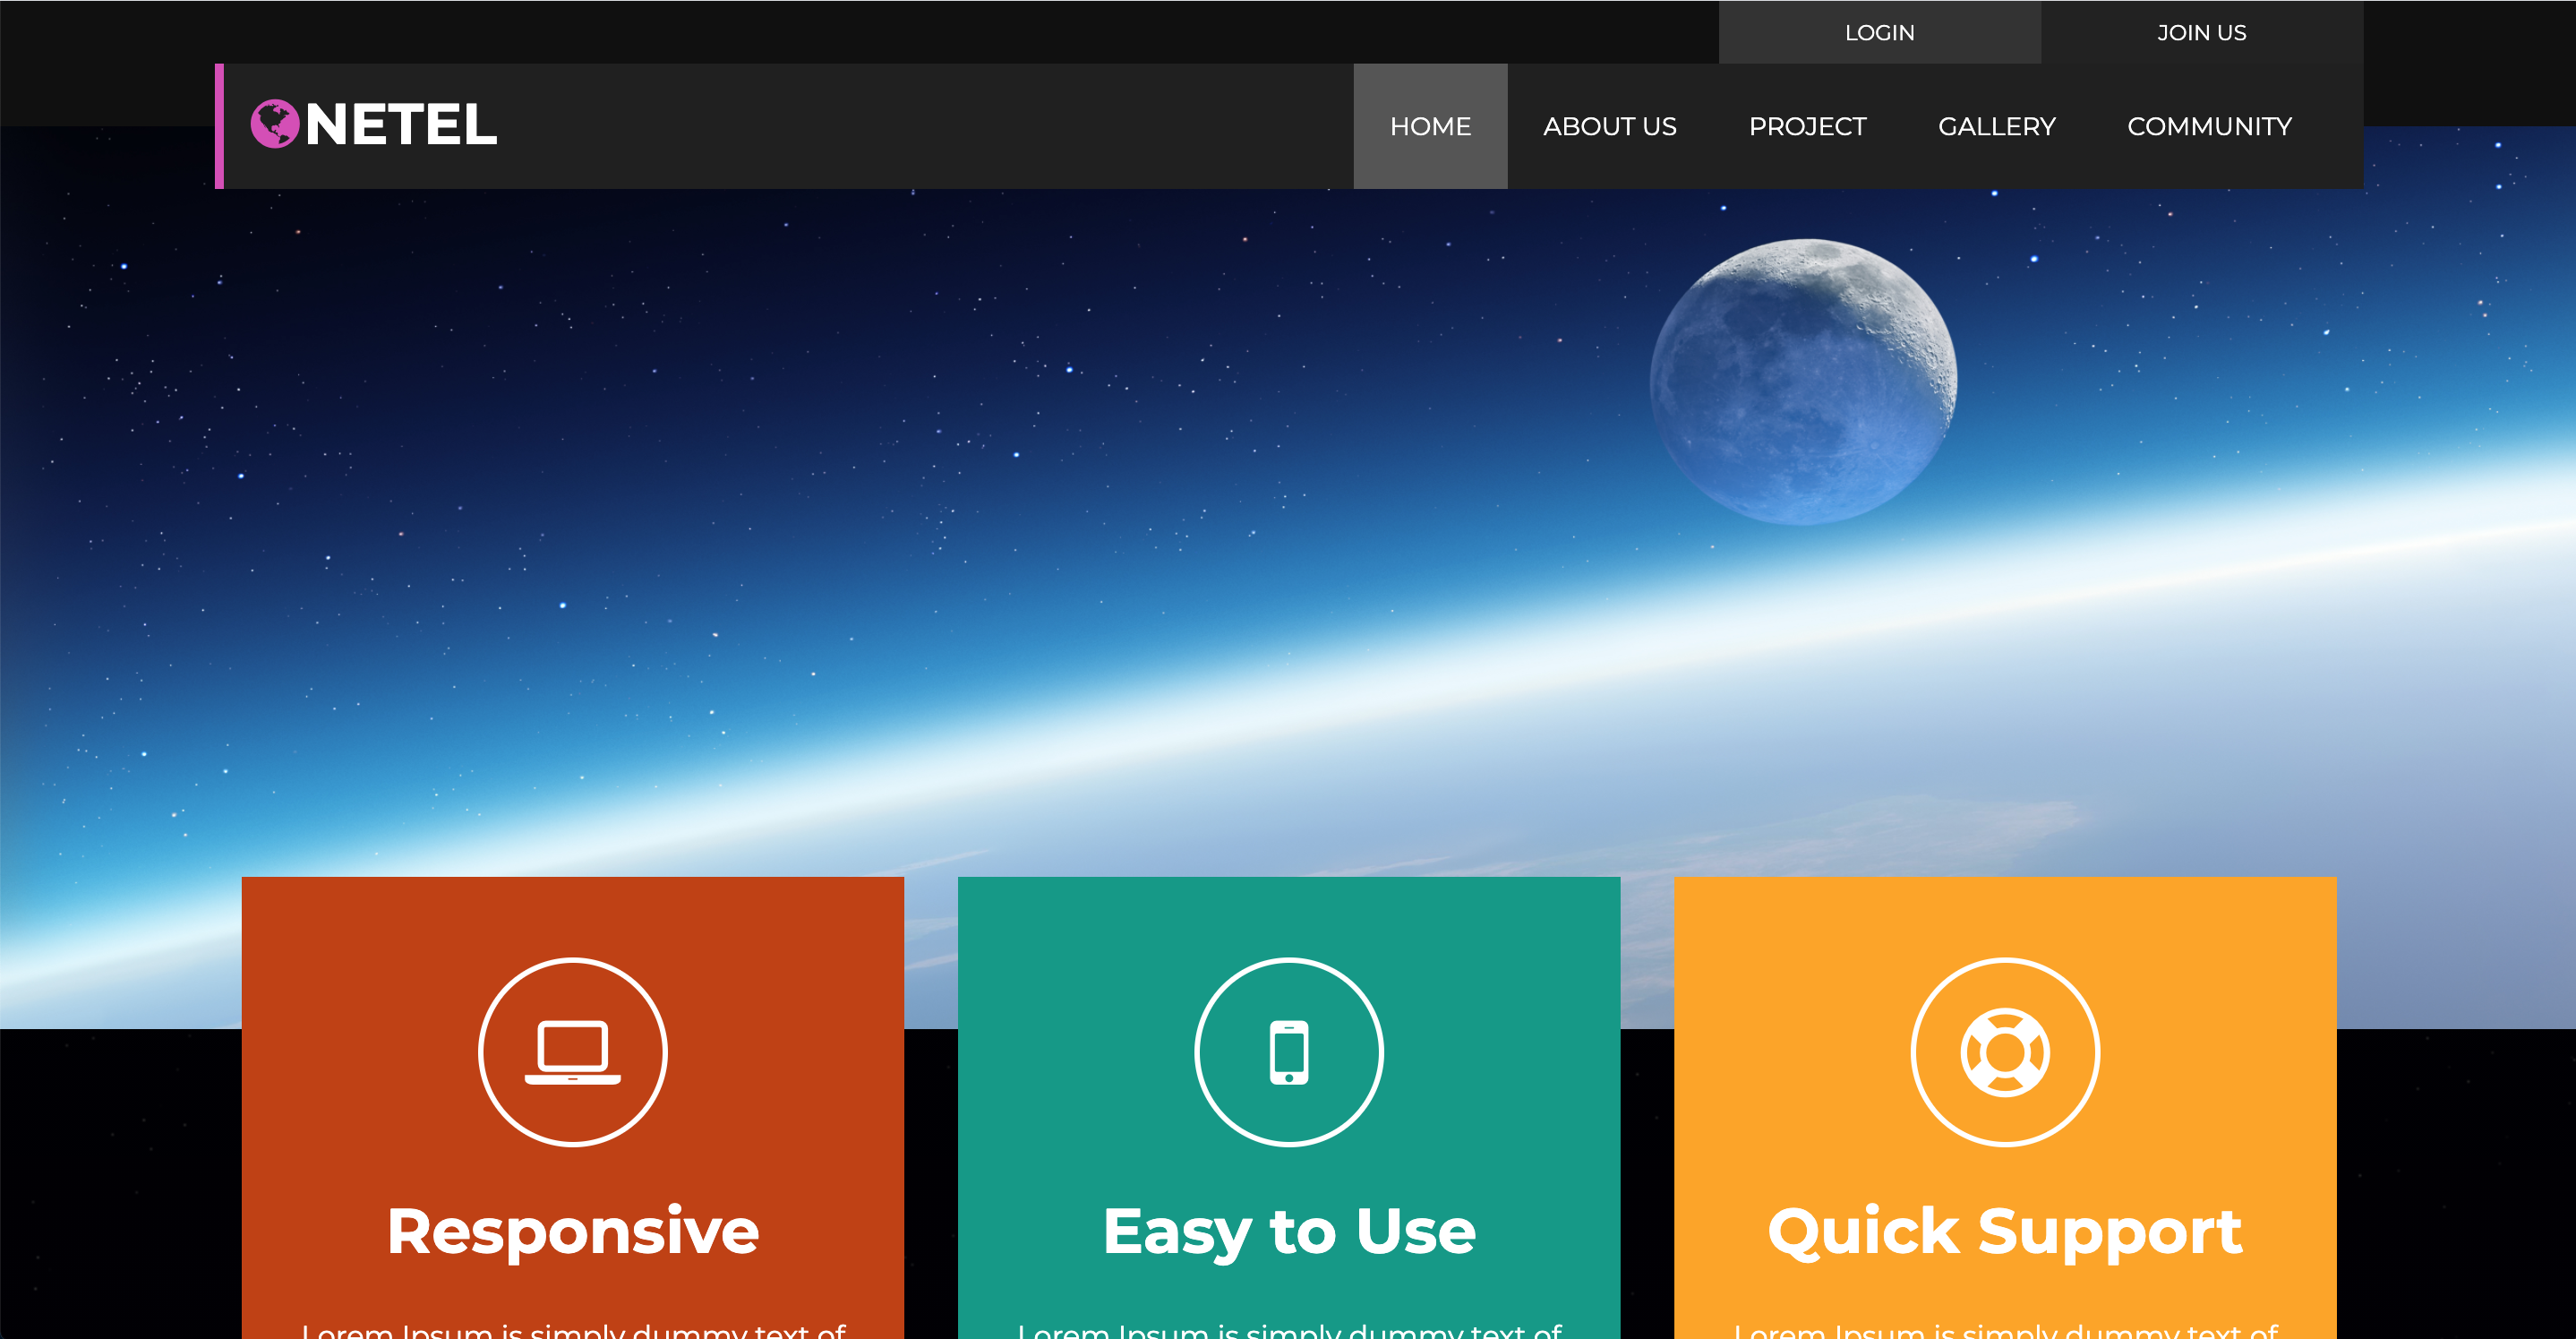 LOGIN JOIN US
NETEL HOME ABOUT US PROJECT GALLERY COMMUNITY
Responsive
Easy to Use
Quick Support
Lorem Ipsum is simply dummy text of
Lorem Ipsum is simply dummy text of
Lorem Ipsum is simply dummy text of